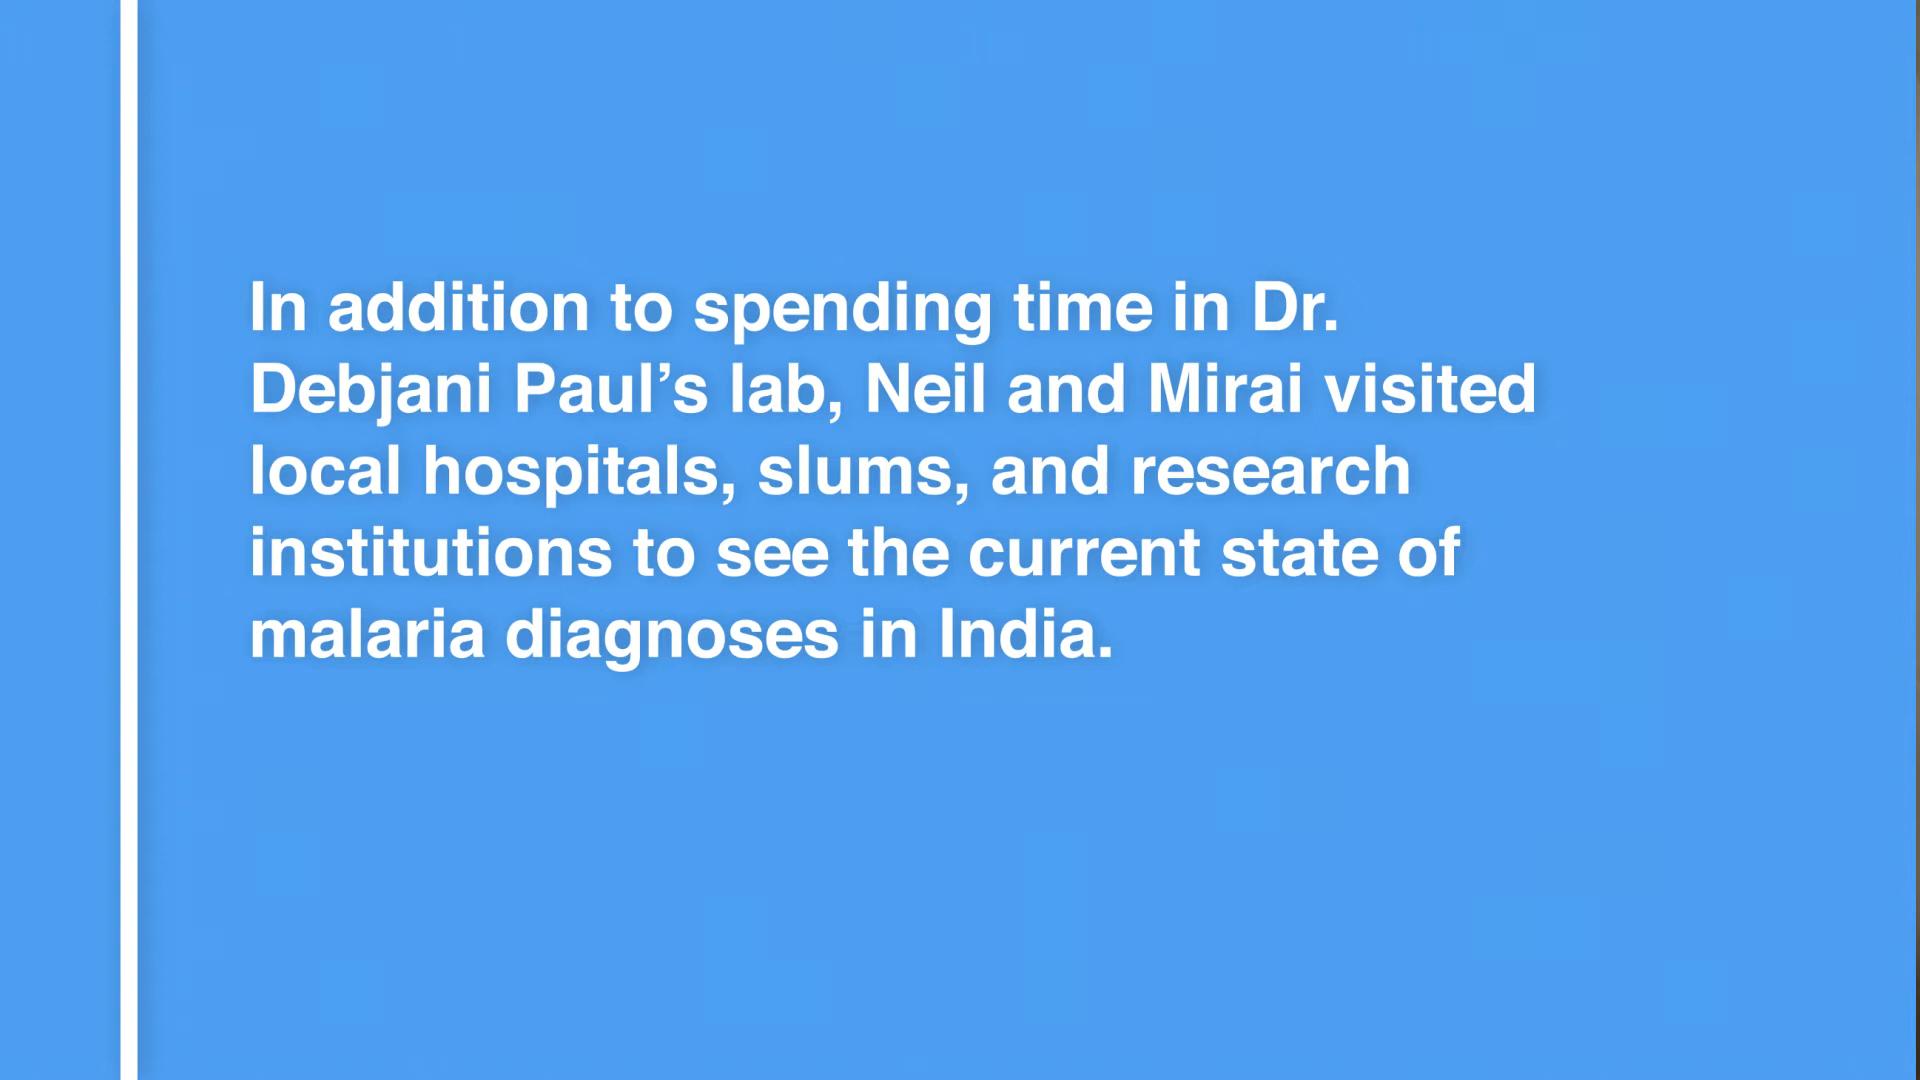 In addition to spending time in Dr.
Debjani Paul’s lab, Neil and Mirai visited
local hospitals, slums, and research
institutions to see the current state of
malaria diagnoses in India.